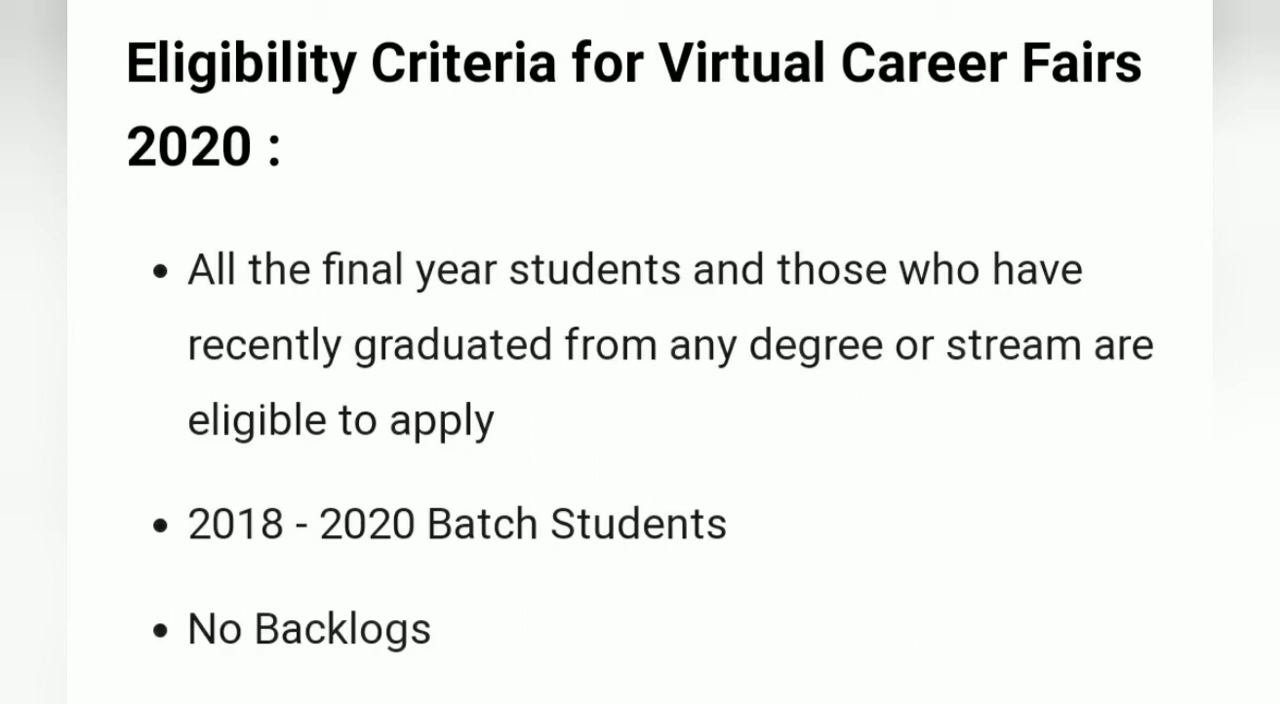 Eligibility Criteria for Virtual Career Fairs
2020 :
• All the final year students and those who have
recently graduated from any degree or stream are
eligible to apply
• 2018 - 2020 Batch Students
• No Backlogs